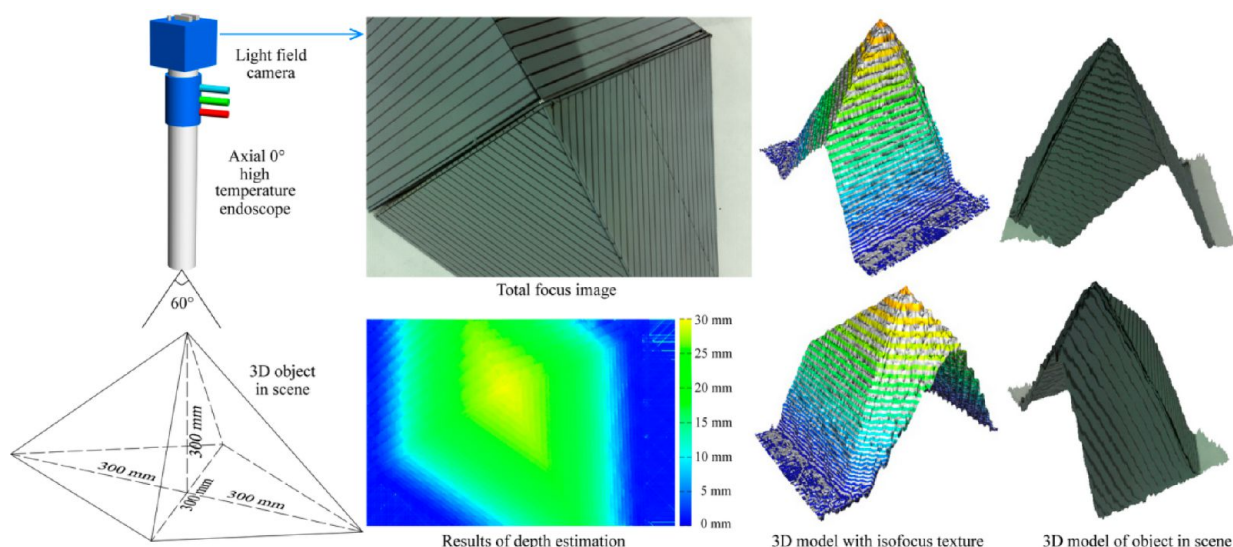 Light field
camera
Axial 0°
high
temperature
endoscope
60°
3D object
in scene
300 mm
300 mm
300 mm
300 mm
Total focus image
30 mm
25 mm
20 mm
15 mm
10 mm
5 mm
0 mm
Results of depth estimation
3D model with isofocus texture
3D model of object in scene